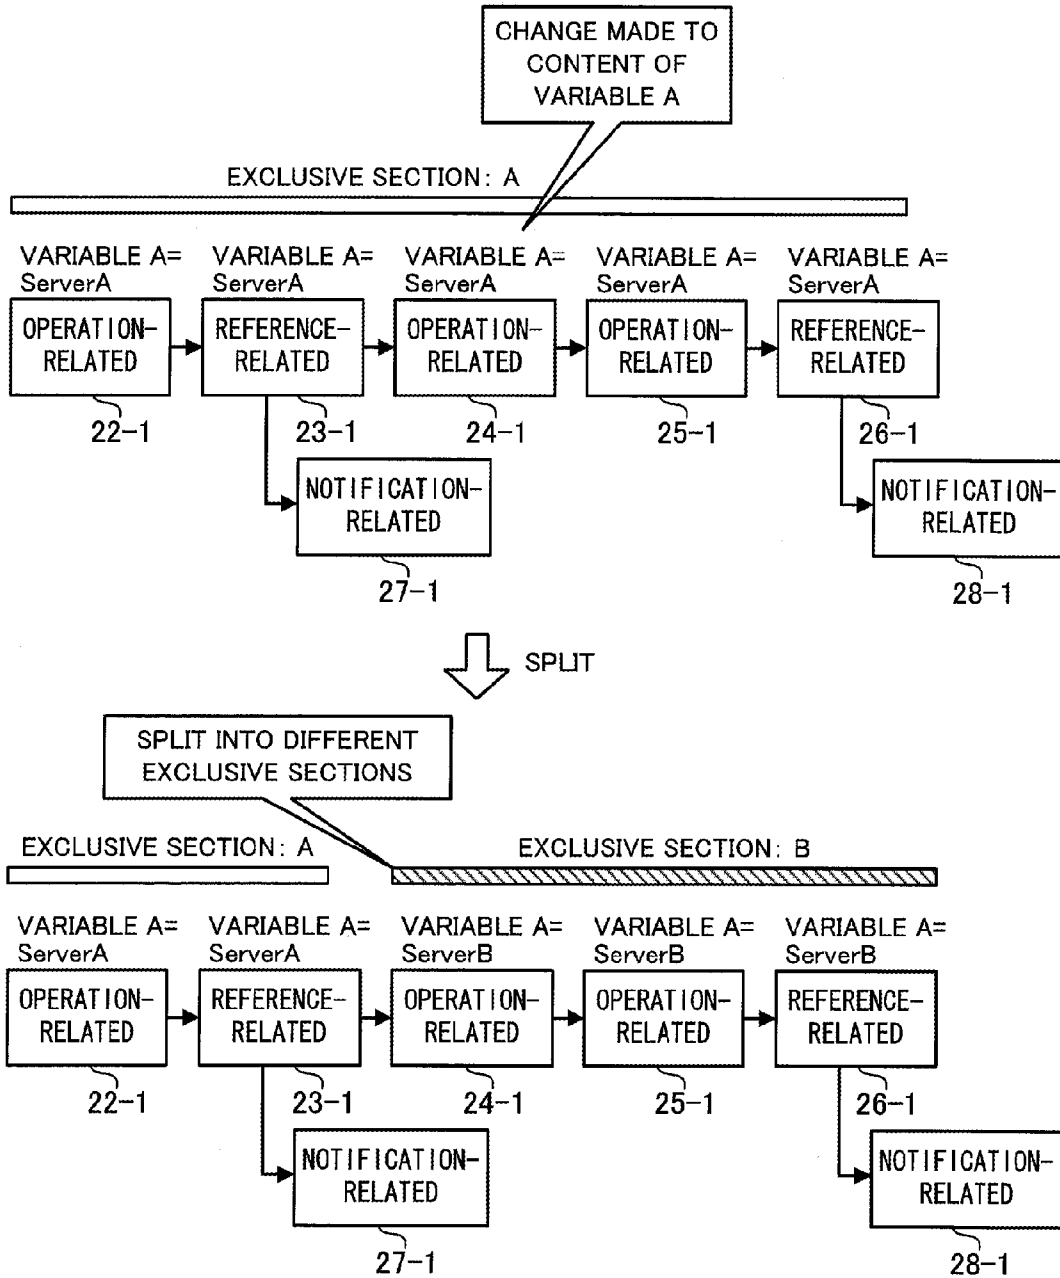 CHANGE MADE TO
CONTENT OF
VARIABLE A
EXCLUSIVE SECTION: A
VARIABLE A= VARIABLE A= VARIABLE A= VARIABLE A= VARIABLE A=
ServerA ServerA ServerA ServerA ServerA
OPERATION- REFERENCE- OPERATION- OPERATION- REFERENCE-
RELATED RELATED RELATED RELATED RELATED
22-1 23-1 24-1 25-1 26-1
NOTIFICATION- NOTIFICATION-
RELATED RELATED
27-1 28-1
SPLIT
SPLIT INTO DIFFERENT
EXCLUSIVE SECTIONS
EXCLUSIVE SECTION: A EXCLUSIVE SECTION: B
VARIABLE A= VARIABLE A= VARIABLE A= VARIABLE A= VARIABLE A=
ServerA ServerA ServerB ServerB ServerB
OPERATION- REFERENCE- OPERATION- OPERATION- REFERENCE-
RELATED RELATED RELATED RELATED RELATED
22-1 23-1 24-1 25-1 26-1
NOTIFICATION- NOTIFICATION-
RELATED RELATED
27-1 28-1